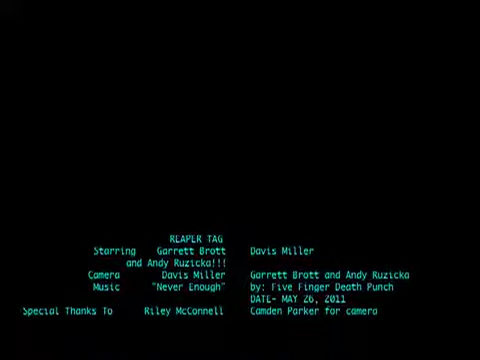 REAPER TAG
Starring Garrett Brott Davis Miller
and Andy Ruzicka!!!
Camera Davis Miller Garrett Brott and Andy Ruzicka
Music "Never Enough" by: Five Finger Death Punch
DATE- MAY 26, 2011
Special Thanks To Riley McConnell Camden Parker for camera